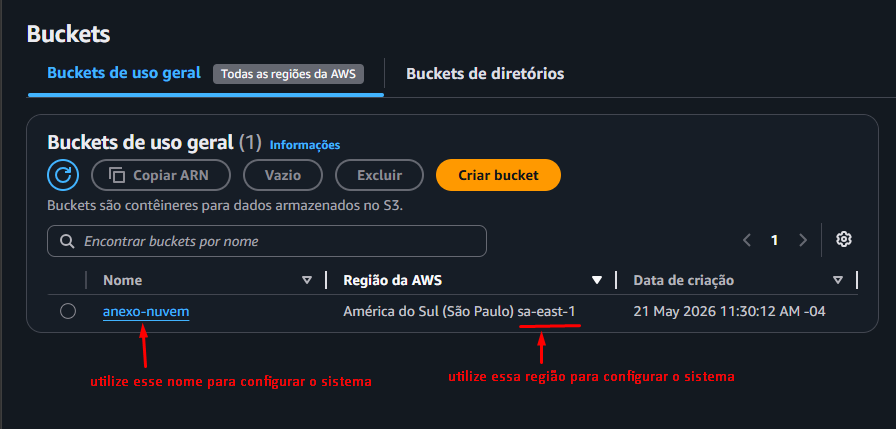 Buckets
Buckets de uso geral Todas as regiões da AWS Buckets de diretórios
Buckets de uso geral (1) Informações
Copiar ARN Vazio Excluir Criar bucket
Buckets são contêineres para dados armazenados no S3.
Encontrar buckets por nome 1
Nome Região da AWS Data de criação
anexo-nuvem América do Sul (São Paulo) sa-east-1 21 May 2026 11:30:12 AM -04
utilize esse nome para configurar o sistema utilize essa região para configurar o sistema